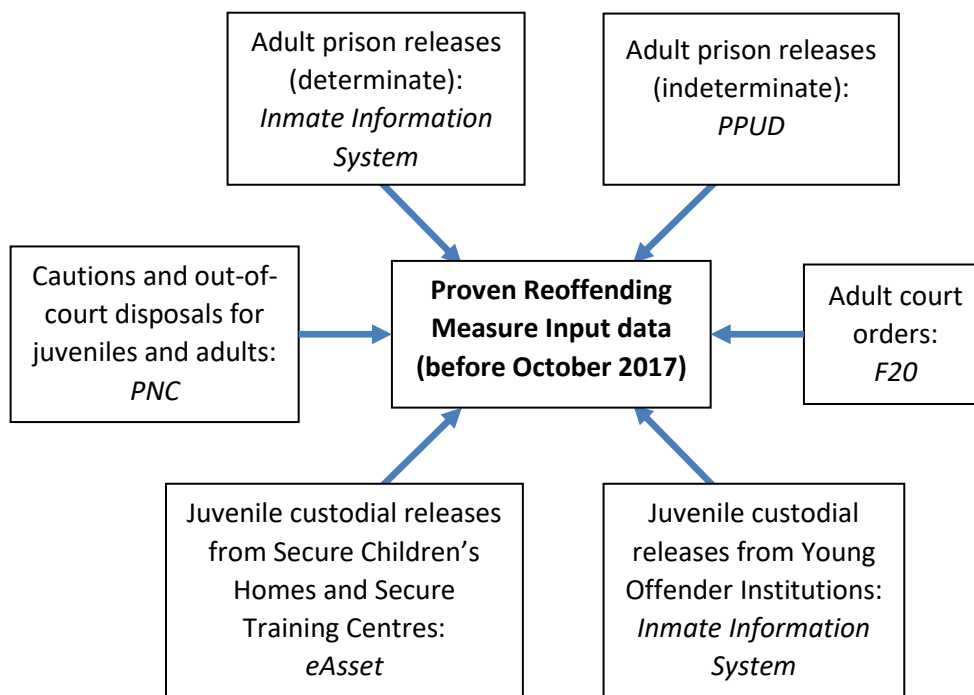 Adult prison releases
(determinate):
Inmate Information
System
Adult prison releases
(indeterminate):
PPUD
Cautions and out-of-
court disposals for
juveniles and adults:
PNC
Proven Reoffending
Measure Input data
(before October 2017)
Adult court
orders:
F20
Juvenile custodial releases
from Secure Children’s
Homes and Secure
Training Centres:
eAsset
Juvenile custodial
releases from Young
Offender Institutions:
Inmate Information
System